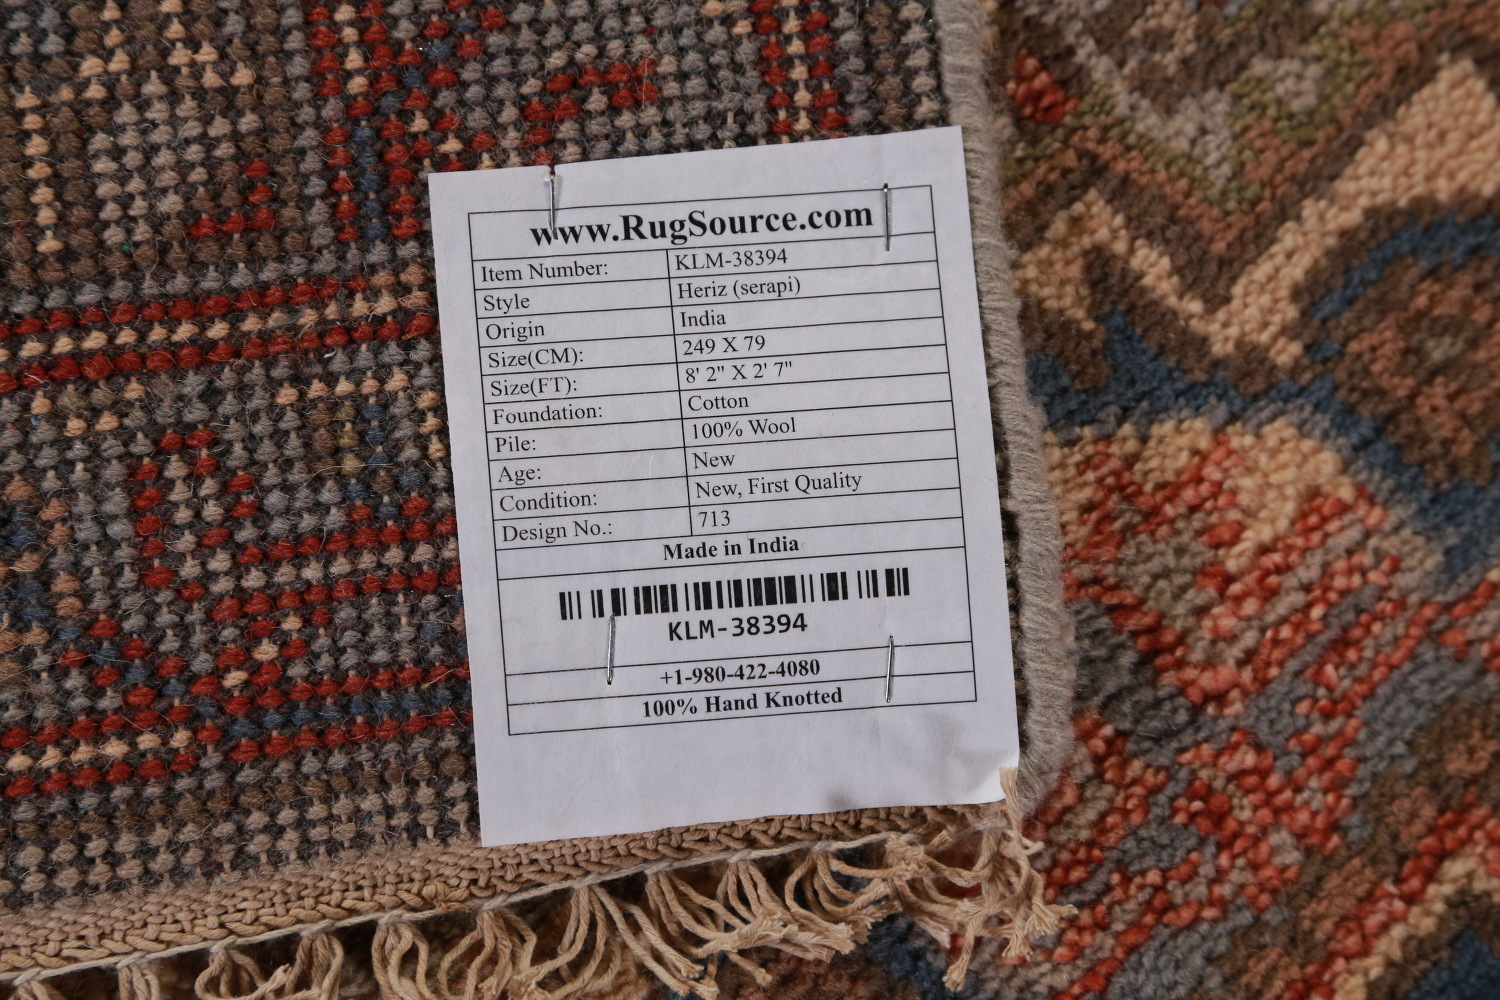 www.RugSource.com
Item Number: KLM-38394
Style Heriz (serapi)
Origin India
Size(CM): 249 X 79
Size(FT): 8' 2" X 2' 7"
Foundation: Cotton
Pile: 100% Wool
Age: New
Condition: New, First Quality
Design No.: 713
Made in India
KLM-38394
+1-980-422-4080
100% Hand Knotted